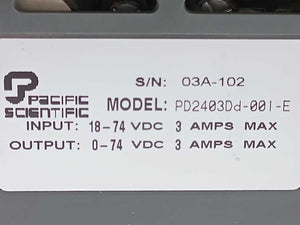 S/N: 03A-102
PACIFIC
SCIENTIFIC
MODEL: PD2403Dd-001-E
INPUT: 18-74 VDC 3 AMPS MAX
OUTPUT: 0-74 VDC 3 AMPS MAX